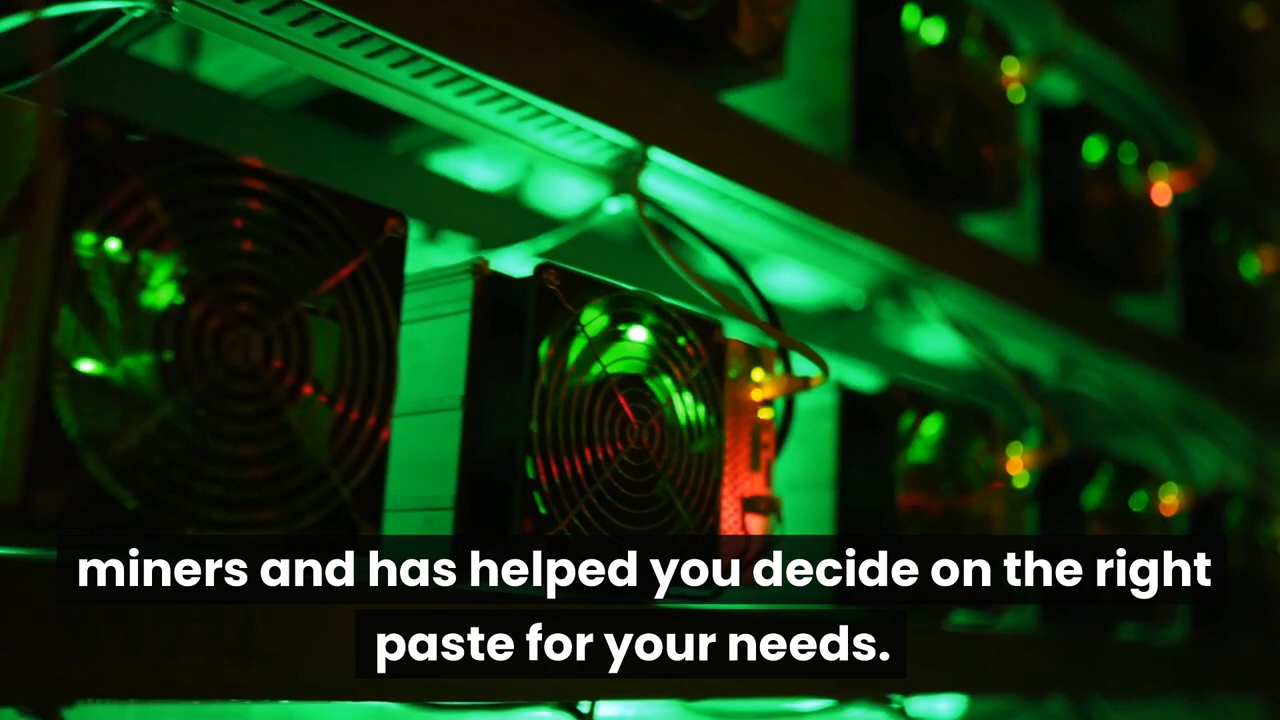 miners and has helped you decide on the right
paste for your needs.